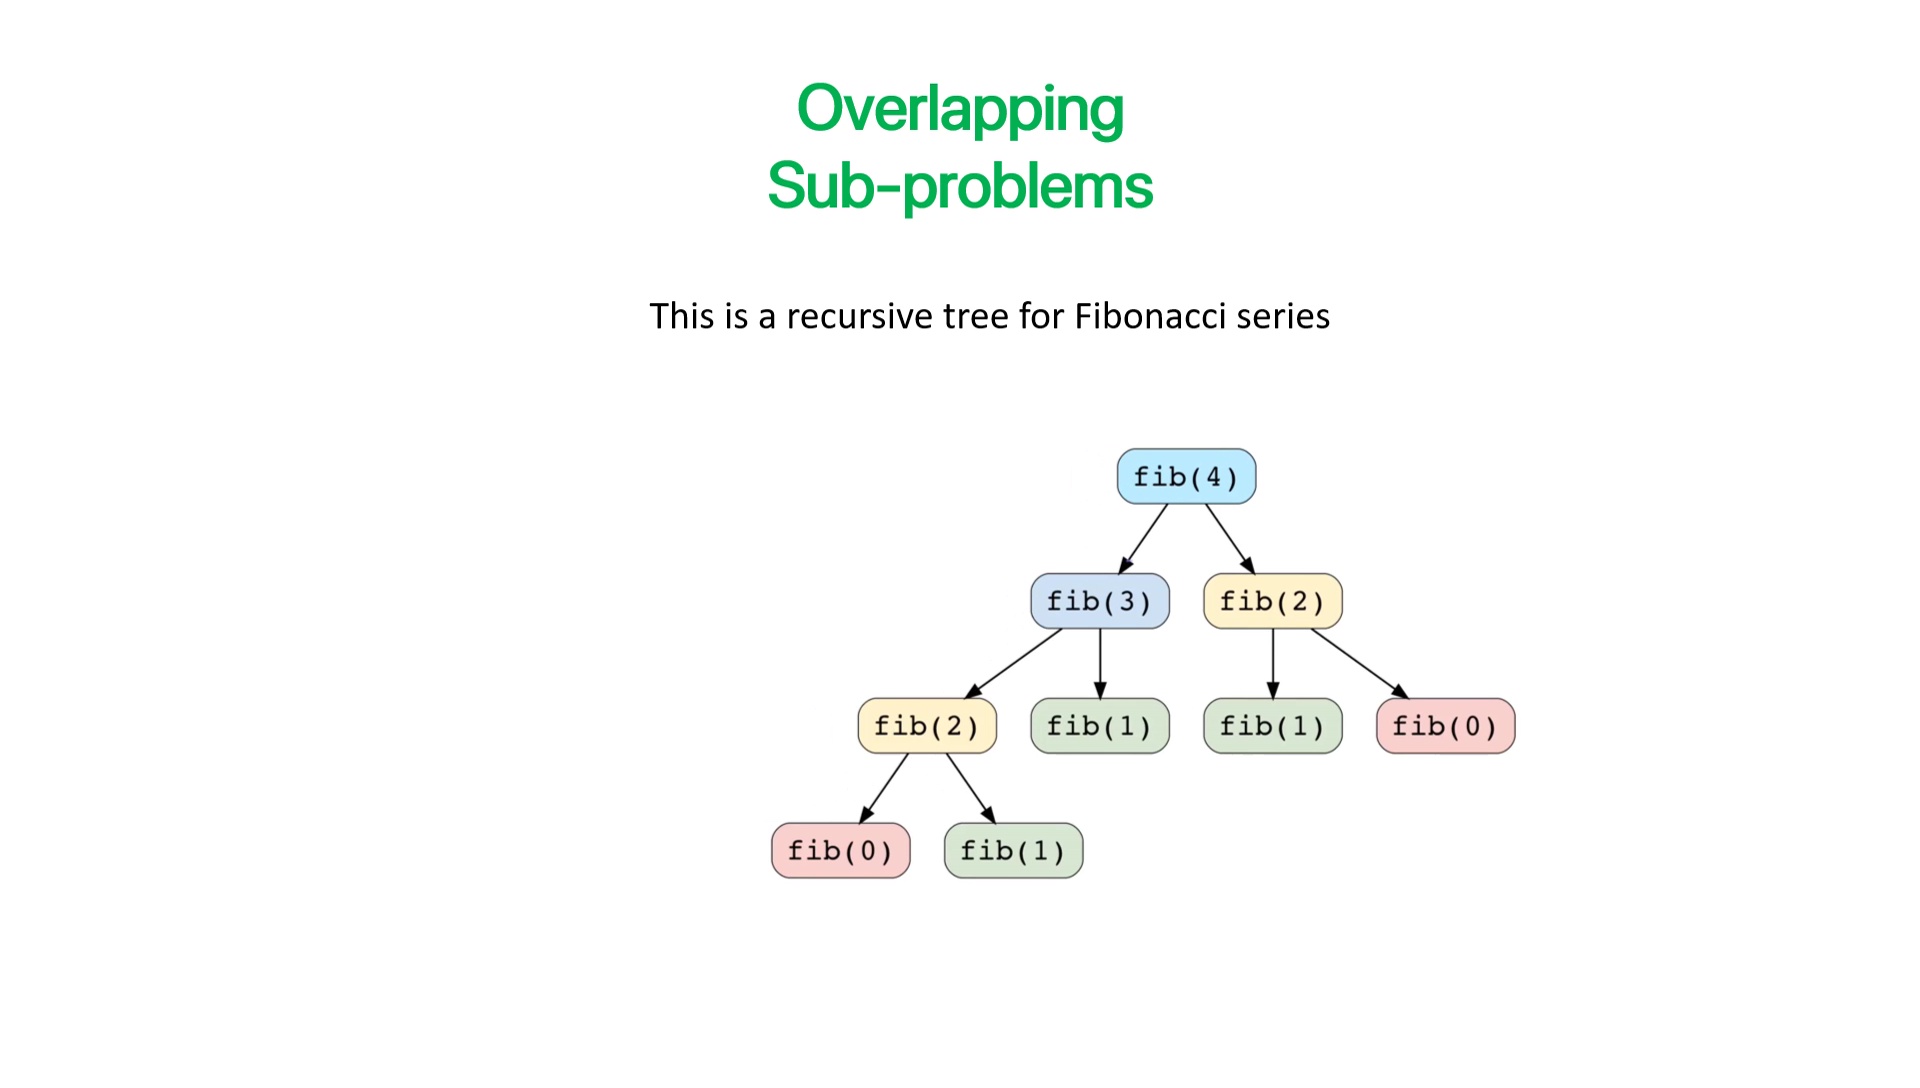 Overlapping
Sub-problems
This is a recursive tree for Fibonacci series
fib(4)
fib(3) fib(2)
fib(2) fib(1) fib(1) fib(0)
fib(0) fib(1)